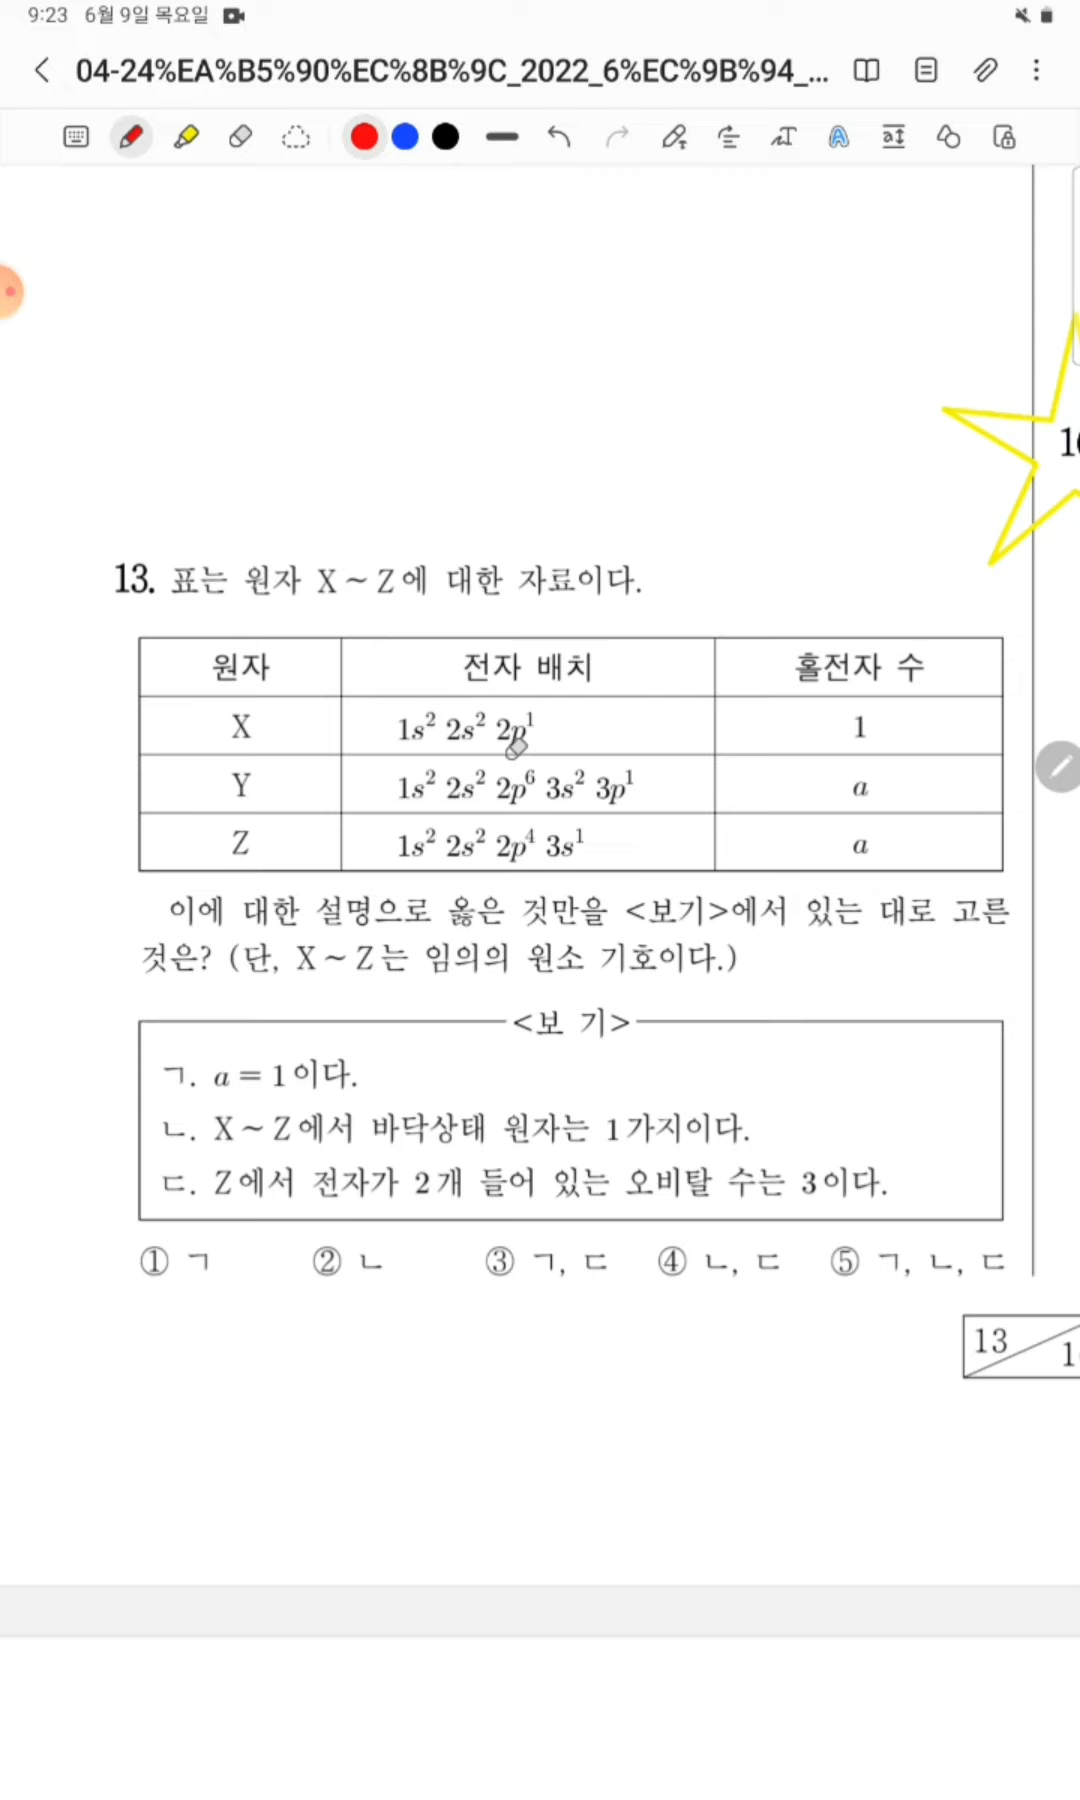 9:23 6월 9일 목요일
04-24%EA%B5%90%EC%8B%9C_2022_6%EC%9B%94_...
13. 표는 원자 X ~ Z에 대한 자료이다.
원자 전자 배치 홀전자 수
X 1s² 2s² 2p¹ 1
Y 1s² 2s² 2p⁶ 3s² 3p¹ a
Z 1s² 2s² 2p⁴ 3s¹ a
이에 대한 설명으로 옳은 것만을 <보기>에서 있는 대로 고른
것은? (단, X ~ Z는 임의의 원소 기호이다.)
<보 기>
ㄱ. a = 1이다.
ㄴ. X ~ Z에서 바닥상태 원자는 1가지이다.
ㄷ. Z에서 전자가 2개 들어 있는 오비탈 수는 3이다.
① ㄱ ② ㄴ ③ ㄱ, ㄷ ④ ㄴ, ㄷ ⑤ ㄱ, ㄴ, ㄷ
13